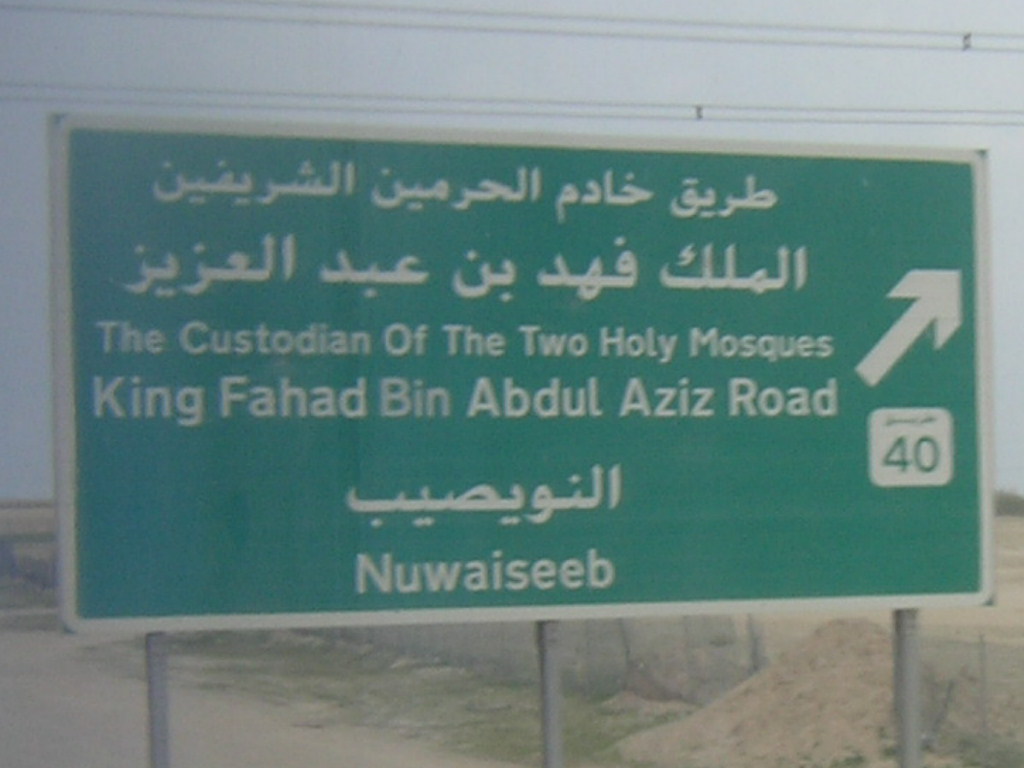 طريق خادم الحرمين الشريفين
الملك فهد بن عبد العزيز
The Custodian Of The Two Holy Mosques
King Fahad Bin Abdul Aziz Road
طريق
40
النويصيب
Nuwaiseeb